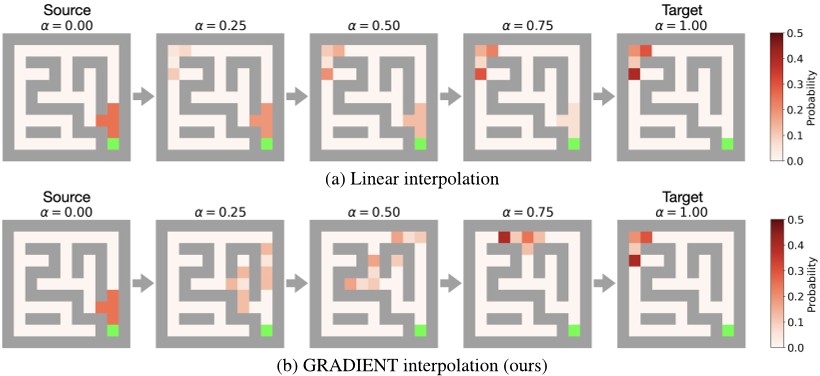 Source
Target
α = 0.00
α = 0.25
α = 0.50
α = 0.75
α = 1.00
0.5
0.4
0.3
0.2
0.1
0.0
Probability
(a) Linear interpolation
Source
Target
α = 0.00
α = 0.25
α = 0.50
α = 0.75
α = 1.00
0.5
0.4
0.3
0.2
0.1
0.0
Probability
(b) GRADIENT interpolation (ours)